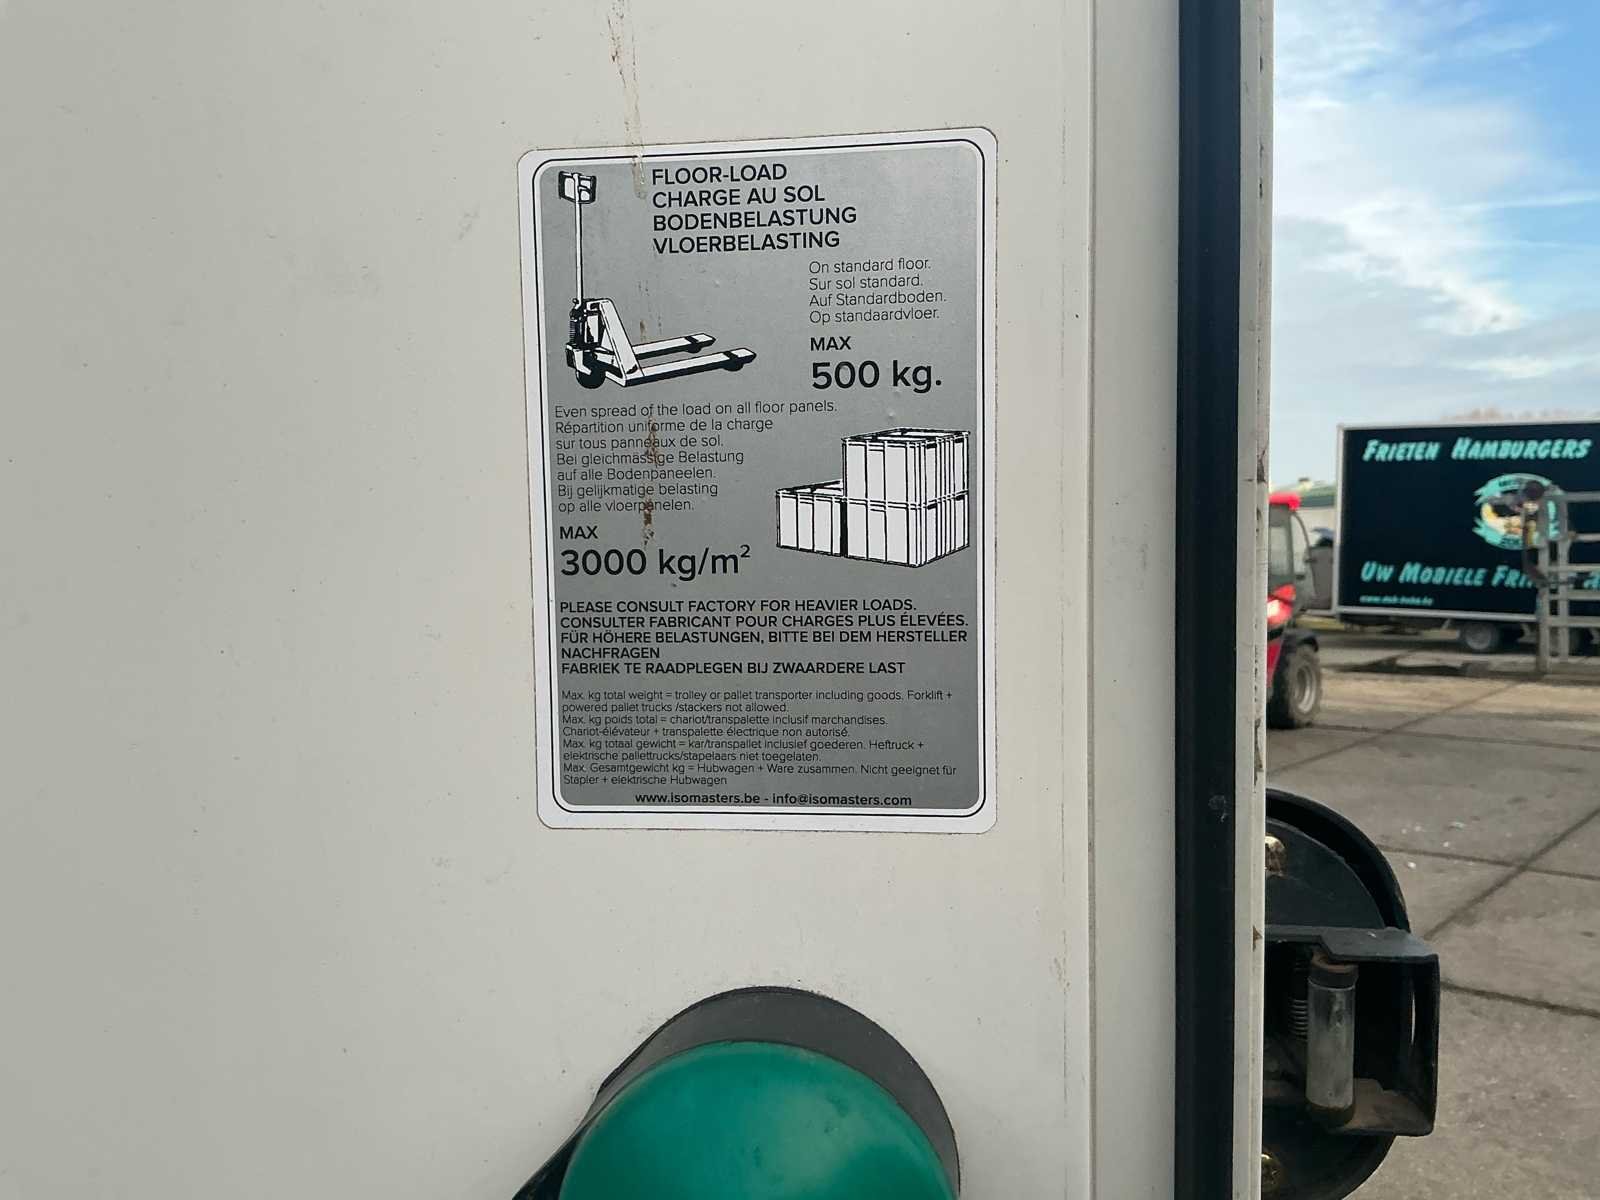 FLOOR-LOAD
CHARGE AU SOL
BODENBELASTUNG
VLOERBELASTING
On standard floor.
Sur sol standard.
Auf Standardboden.
Op standaardvloer.
MAX
500 kg.
Even spread of the load on all floor panels.
Répartition uniforme de la charge
sur tous panneaux de sol.
Bei gleichmässige Belastung
auf alle Bodenpaneelen.
Bij gelijkmatige belasting
op alle vloerpanelen.
MAX
3000 kg/m²
PLEASE CONSULT FACTORY FOR HEAVIER LOADS.
CONSULTER FABRICANT POUR CHARGES PLUS ÉLEVÉES.
FÜR HÖHERE BELASTUNGEN, BITTE BEI DEM HERSTELLER
NACHFRAGEN
FABRIEK TE RAADPLEGEN BIJ ZWAARDERE LAST
Max. kg total weight = trolley or pallet transporter including goods. Forklift +
powered pallet trucks /stackers not allowed.
Max. kg poids total = chariot/transpalette inclusif marchandises.
Chariot-élévateur + transpalette électrique non autorisé.
Max. kg totaal gewicht = kar/transpallet inclusief goederen. Heftruck +
elektrische pallettrucks/stapelaars niet toegelaten.
Max. Gesamtgewicht kg = Hubwagen + Ware zusammen. Nicht geeignet für
Stapler + elektrische Hubwagen
www.isomasters.be - info@isomasters.com
FRIETEN HAMBURGERS
UW MOBIELE